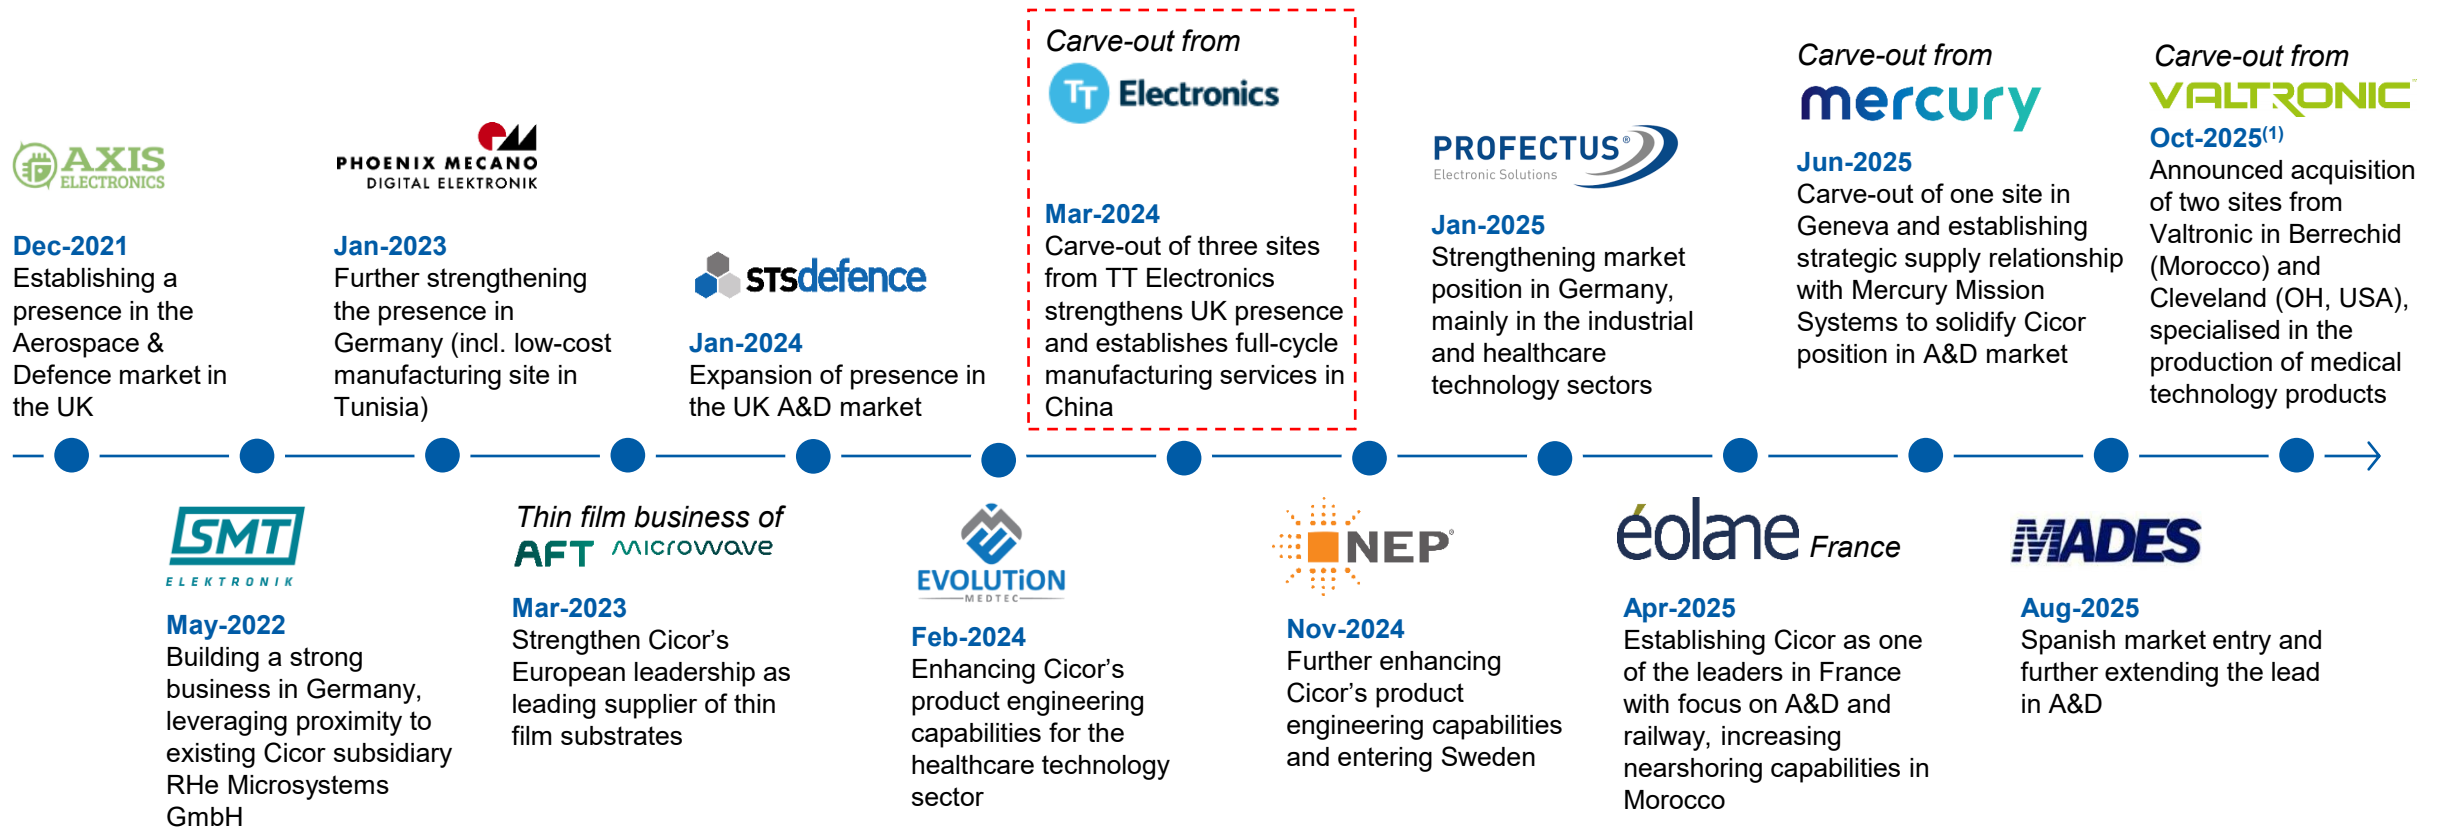 AXIS
ELECTRONICS
Dec-2021
Establishing a
presence in the
Aerospace &
Defence market in
the UK
SMT
ELEKTRONIK
May-2022
Building a strong
business in Germany,
leveraging proximity to
existing Cicor subsidiary
RHe Microsystems
GmbH
PHOENIX MECANO
DIGITAL ELEKTRONIK
Jan-2023
Further strengthening
the presence in
Germany (incl. low-cost
manufacturing site in
Tunisia)
Thin film business of
AFT microwave
Mar-2023
Strengthen Cicor’s
European leadership as
leading supplier of thin
film substrates
STSdefence
Jan-2024
Expansion of presence in
the UK A&D market
EVOLUTiON
MEDTEC
Feb-2024
Enhancing Cicor’s
product engineering
capabilities for the
healthcare technology
sector
Carve-out from
TT Electronics
Mar-2024
Carve-out of three sites
from TT Electronics
strengthens UK presence
and establishes full-cycle
manufacturing services in
China
NEP®
Nov-2024
Further enhancing
Cicor’s product
engineering capabilities
and entering Sweden
PROFECTUS®
Electronic Solutions
Jan-2025
Strengthening market
position in Germany,
mainly in the industrial
and healthcare
technology sectors
éolane France
Apr-2025
Establishing Cicor as one
of the leaders in France
with focus on A&D and
railway, increasing
nearshoring capabilities in
Morocco
Carve-out from
mercury
Jun-2025
Carve-out of one site in
Geneva and establishing
strategic supply relationship
with Mercury Mission
Systems to solidify Cicor
position in A&D market
MADES
Aug-2025
Spanish market entry and
further extending the lead
in A&D
Carve-out from
VALTRONIC™
Oct-2025(1)
Announced acquisition
of two sites from
Valtronic in Berrechid
(Morocco) and
Cleveland (OH, USA),
specialised in the
production of medical
technology products